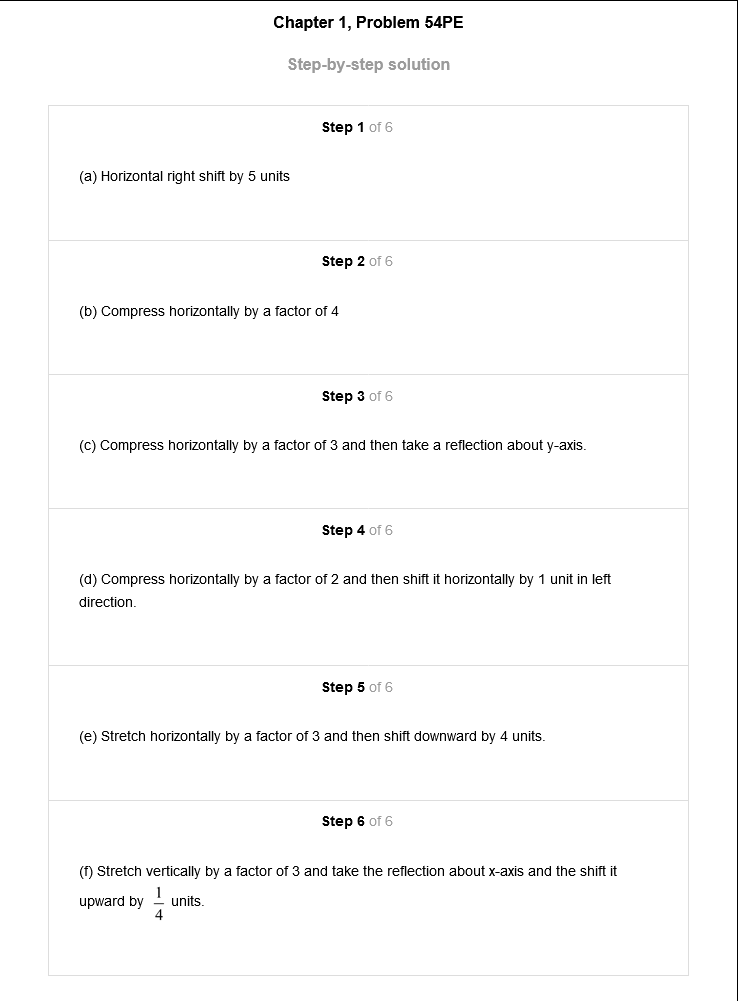 Chapter 1, Problem 54PE
Step-by-step solution
Step 1 of 6
(a) Horizontal right shift by 5 units
Step 2 of 6
(b) Compress horizontally by a factor of 4
Step 3 of 6
(c) Compress horizontally by a factor of 3 and then take a reflection about y-axis.
Step 4 of 6
(d) Compress horizontally by a factor of 2 and then shift it horizontally by 1 unit in left
direction.
Step 5 of 6
(e) Stretch horizontally by a factor of 3 and then shift downward by 4 units.
Step 6 of 6
(f) Stretch vertically by a factor of 3 and take the reflection about x-axis and the shift it
upward by 1/4 units.